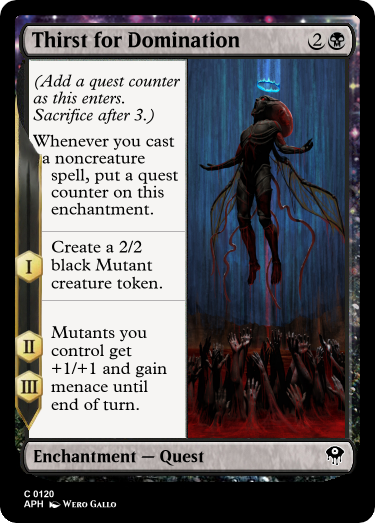 Thirst for Domination 2
(Add a quest counter
as this enters.
Sacrifice after 3.)
Whenever you cast
a noncreature
spell, put a quest
counter on this
enchantment.
I
Create a 2/2
black Mutant
creature token.
II
III
Mutants you
control get
+1/+1 and gain
menace until
end of turn.
Enchantment — Quest
C 0120
APH Wero Gallo